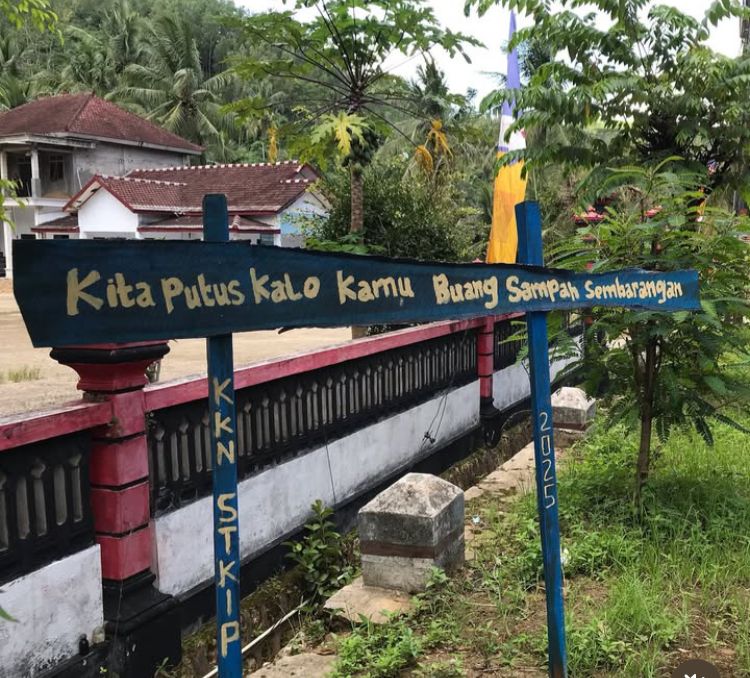 Kita Putus Kalo Kamu Buang Sampah Sembarangan
KKN STKIP
2025